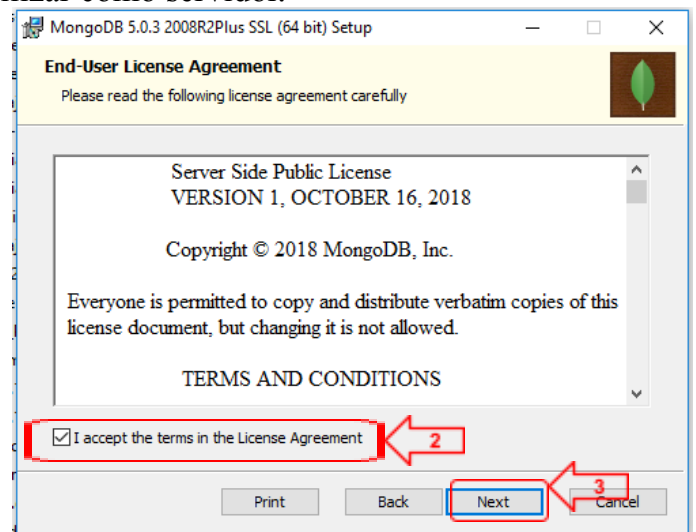 como servidor.
MongoDB 5.0.3 2008R2Plus SSL (64 bit) Setup
End-User License Agreement
Please read the following license agreement carefully
Server Side Public License
VERSION 1, OCTOBER 16, 2018
Copyright © 2018 MongoDB, Inc.
Everyone is permitted to copy and distribute verbatim copies of this
license document, but changing it is not allowed.
TERMS AND CONDITIONS
I accept the terms in the License Agreement
2
3
Print Back Next Cancel